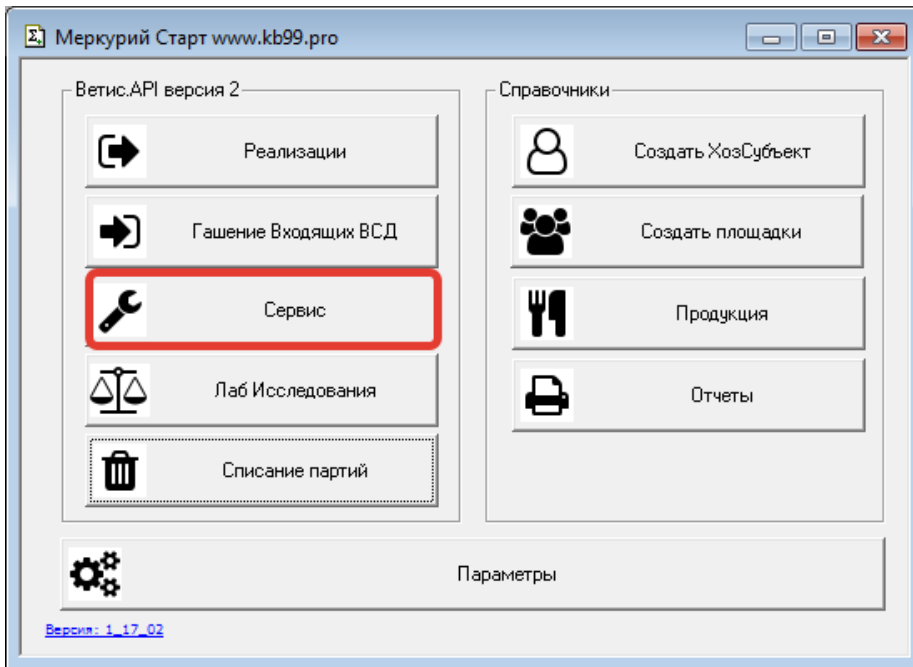 Меркурий Старт www.kb99.pro
Ветис.API версия 2
Реализации
Гашение Входящих ВСД
Сервис
Лаб Исследования
Списание партий
Справочники
Создать ХозСубъект
Создать площадки
Продукция
Отчеты
Параметры
Версия: 1_17_02